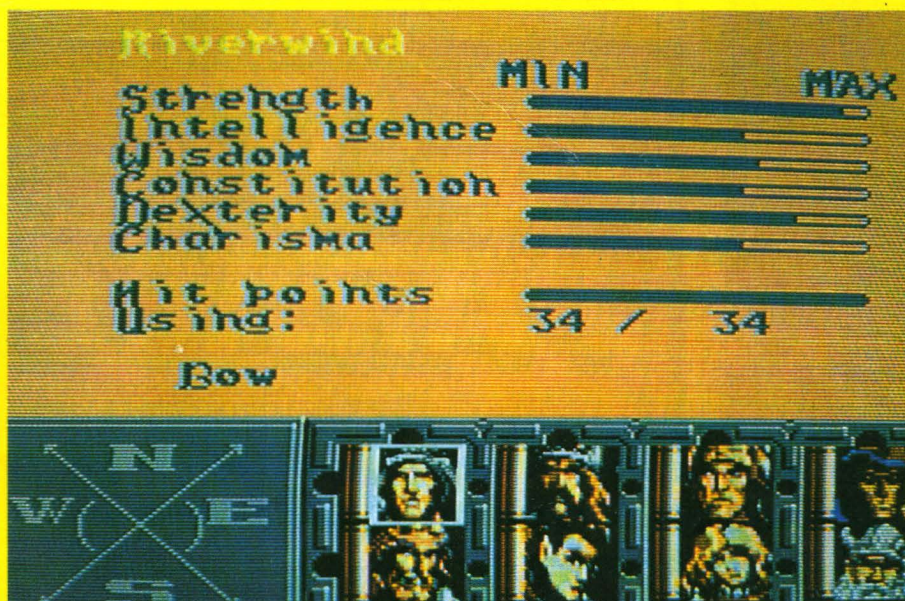 Riverwind
MIN MAX
Strength
Intelligence
Wisdom
Constitution
Dexterity
Charisma
Hit points
Using: 34 / 34
Bow
N
W E
S